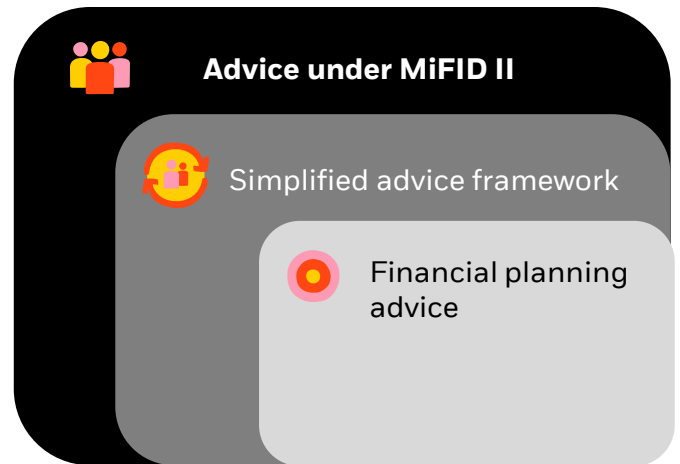 Advice under MiFID II
Simplified advice framework
Financial planning
advice